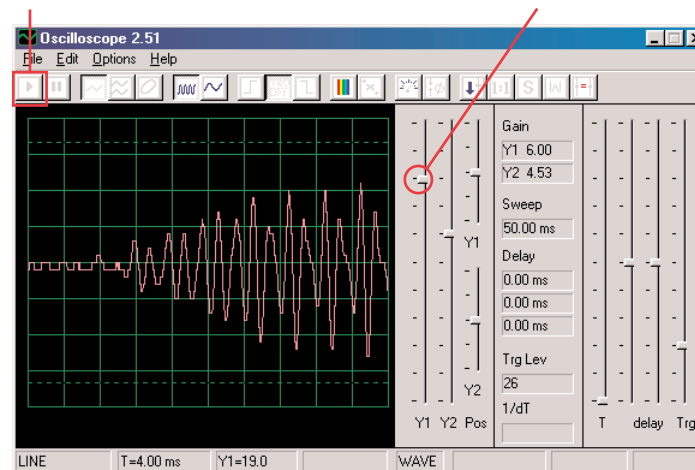 Oscilloscope 2.51
File Edit Options Help
1:1 S W
Gain
Y1 6.00
Y2 4.53
Sweep
50.00 ms
Y1
Delay
0.00 ms
0.00 ms
0.00 ms
Trg Lev
26
Y2
1/dT
Y1 Y2 Pos
T delay Trg
LINE T=4.00 ms Y1=19.0 WAVE